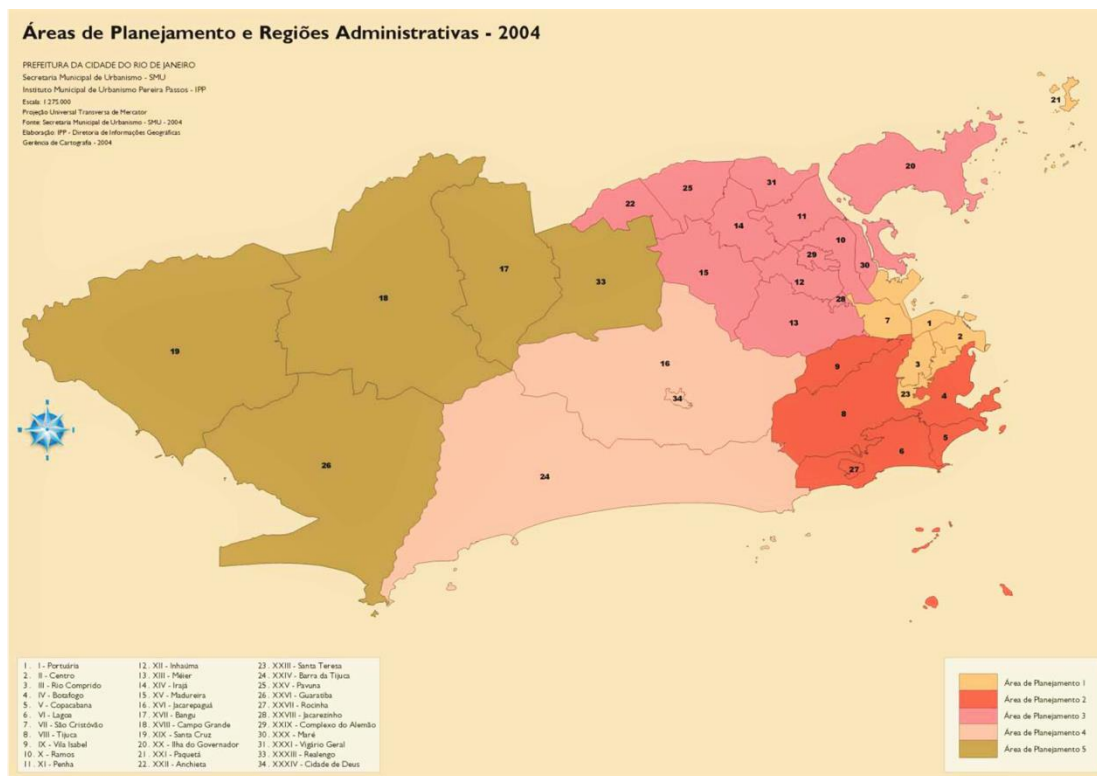 Áreas de Planejamento e Regiões Administrativas - 2004
PREFEITURA DA CIDADE DO RIO DE JANEIRO
Secretaria Municipal de Urbanismo - SMU
Instituto Municipal de Urbanismo Pereira Passos - IPP
Escala: 1:275.000
Projeção Universal Transversa de Mercator
Fonte: Secretaria Municipal de Urbanismo - SMU - 2004
Elaboração: IPP - Diretoria de Informações Geográficas
Gerência de Cartografia - 2004
21
20
31
25
22
11
14
10
29
30
15
12
17
33
18
28
7
13
1
2
19
16
9
3
34
23
4
8
5
26
6
24
27
1 . I - Portuária
2 . II - Centro
3 . III - Rio Comprido
4 . IV - Botafogo
5 . V - Copacabana
6 . VI - Lagoa
7 . VII - São Cristóvão
8 . VIII - Tijuca
9 . IX - Vila Isabel
10 . X - Ramos
11 . XI - Penha
12 . XII - Inhaúma
13 . XIII - Méier
14 . XIV - Irajá
15 . XV - Madureira
16 . XVI - Jacarepaguá
17 . XVII - Bangu
18 . XVIII - Campo Grande
19 . XIX - Santa Cruz
20 . XX - Ilha do Governador
21 . XXI - Paquetá
22 . XXII - Anchieta
23 . XXIII - Santa Teresa
24 . XXIV - Barra da Tijuca
25 . XXV - Pavuna
26 . XXVI - Guaratiba
27 . XXVII - Rocinha
28 . XXVIII - Jacarezinho
29 . XXIX - Complexo do Alemão
30 . XXX - Maré
31 . XXXI - Vigário Geral
33 . XXXIII - Realengo
34 . XXXIV - Cidade de Deus
Área de Planejamento 1
Área de Planejamento 2
Área de Planejamento 3
Área de Planejamento 4
Área de Planejamento 5